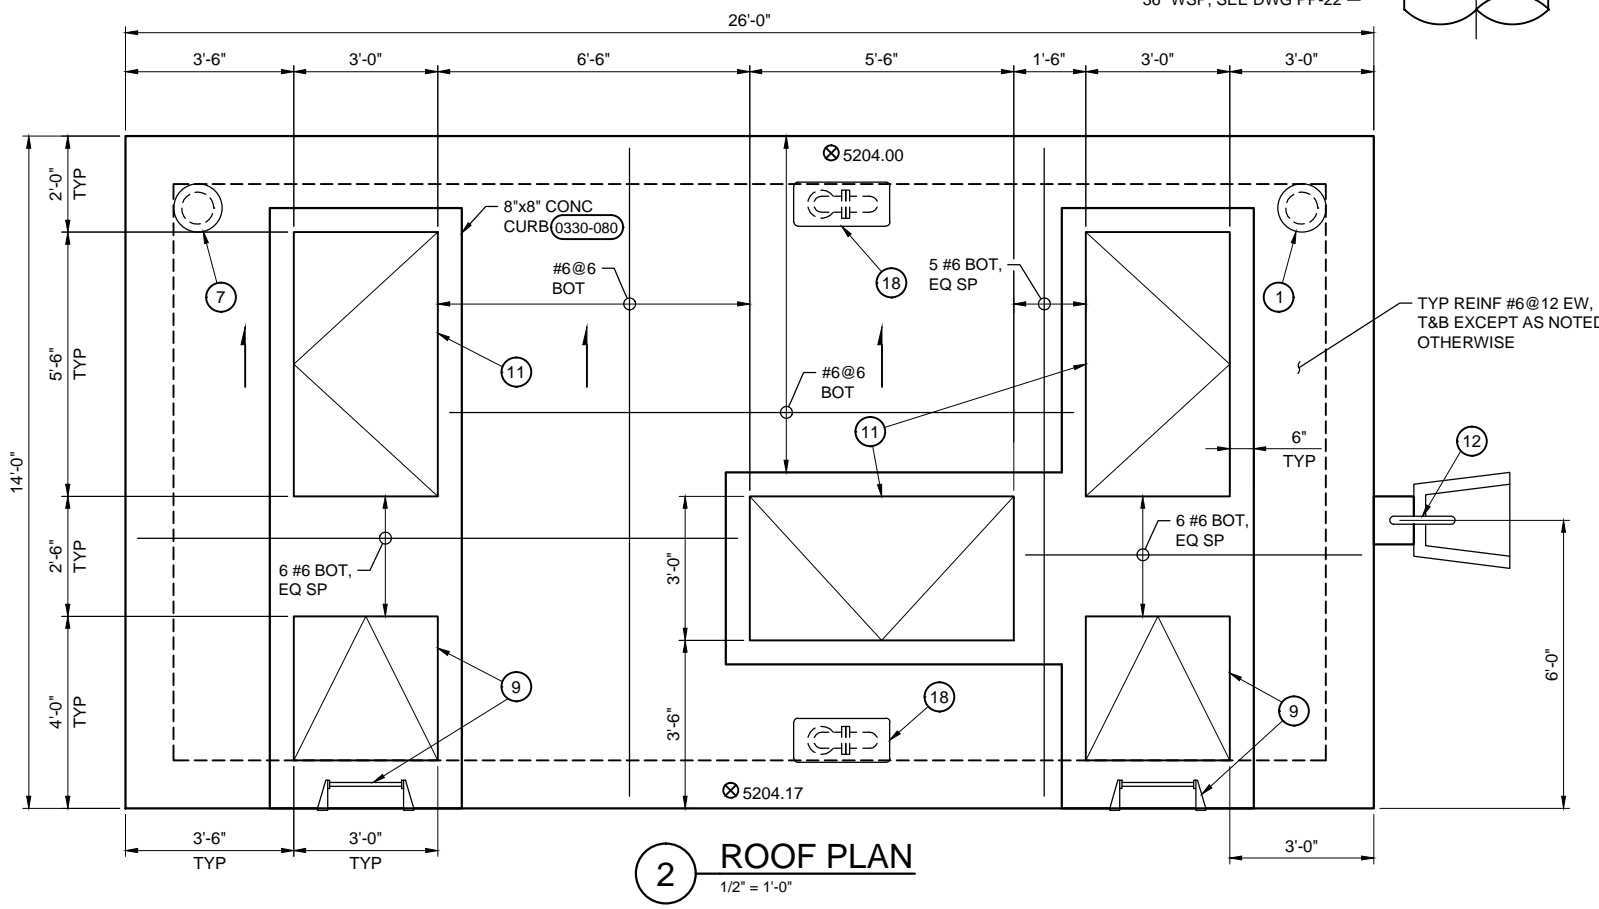 36" WSP, SEE DWG PP-22
26'-0"
3'-6"
3'-0"
6'-6"
5'-6"
1'-6"
3'-0"
3'-0"
2'-0"
TYP
5204.00
8"x8" CONC
CURB 0330-080
#6@6
BOT
18
5 #6 BOT,
EQ SP
7
1
TYP REINF #6@12 EW,
T&B EXCEPT AS NOTED
OTHERWISE
5'-6"
TYP
11
#6@6
BOT
11
6"
TYP
12
14'-0"
2'-6"
TYP
6 #6 BOT,
EQ SP
6 #6 BOT,
EQ SP
3'-0"
4'-0"
TYP
9
3'-6"
18
9
6'-0"
5204.17
3'-6"
TYP
3'-0"
TYP
3'-0"
2
ROOF PLAN
1/2" = 1'-0"